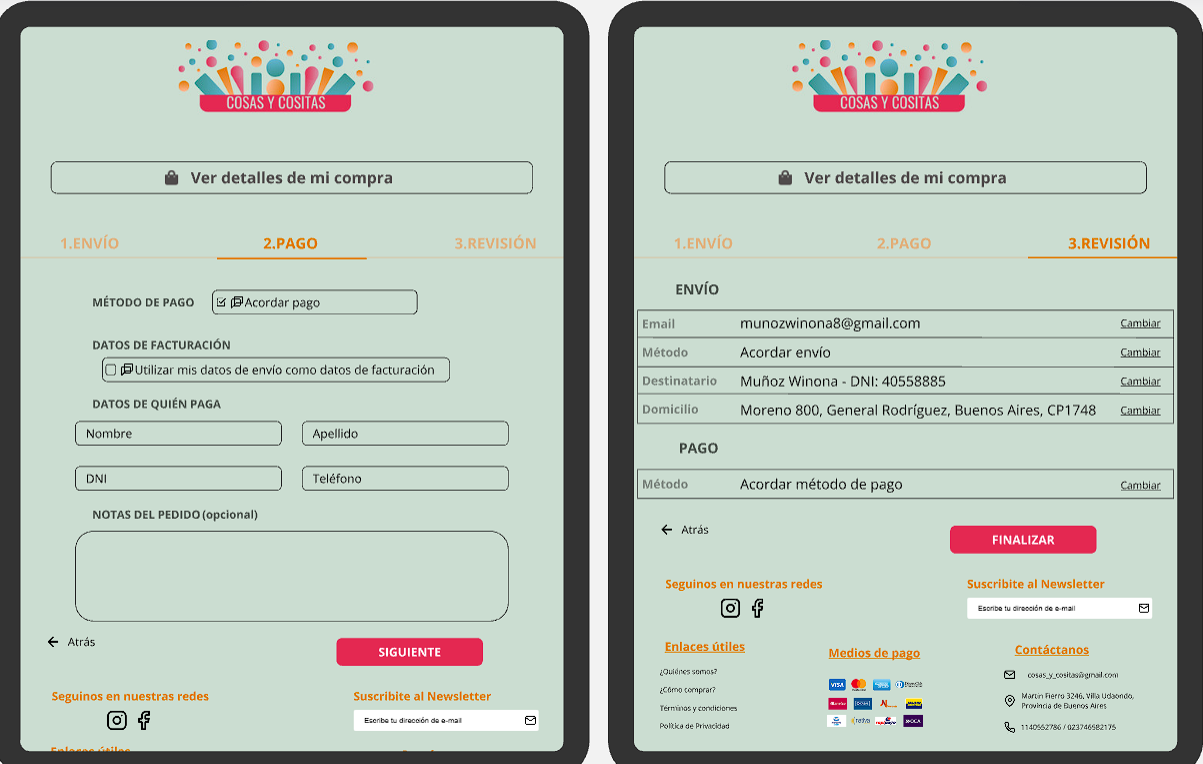 COSAS Y COSITAS
Ver detalles de mi compra
1.ENVÍO 2.PAGO 3.REVISIÓN
MÉTODO DE PAGO Acordar pago
DATOS DE FACTURACIÓN
Utilizar mis datos de envío como datos de facturación
DATOS DE QUIÉN PAGA
Nombre Apellido
DNI Teléfono
NOTAS DEL PEDIDO (opcional)
Atrás
SIGUIENTE
Seguinos en nuestras redes Suscribite al Newsletter
Escribe tu dirección de e-mail
Enlaces útiles
COSAS Y COSITAS
Ver detalles de mi compra
1.ENVÍO 2.PAGO 3.REVISIÓN
ENVÍO
Email munozwinona8@gmail.com Cambiar
Método Acordar envío Cambiar
Destinatario Muñoz Winona - DNI: 40558885 Cambiar
Domicilio Moreno 800, General Rodríguez, Buenos Aires, CP1748 Cambiar
PAGO
Método Acordar método de pago Cambiar
Atrás
FINALIZAR
Seguinos en nuestras redes Suscribite al Newsletter
Escribe tu dirección de e-mail
Enlaces útiles Medios de pago Contáctanos
¿Quiénes somos? cosas_y_cositas@gmail.com
¿Cómo comprar? VISA
Martin Fierro 3246, Villa Udaondo,
Provincia de Buenos Aires
Términos y condiciones
Política de Privacidad 1140552786 / 023746582175